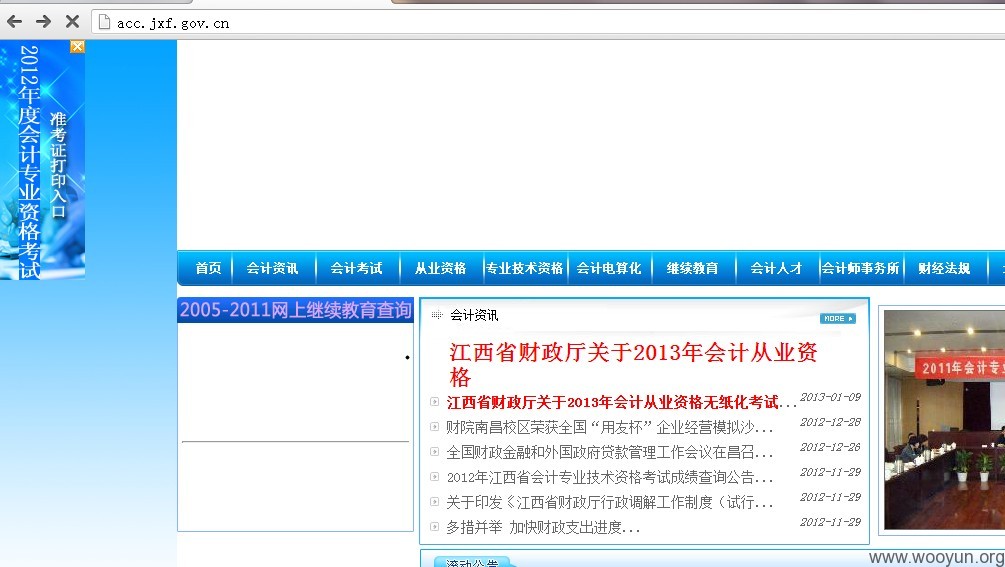 acc.jxf.gov.cn
2012年度会计专业资格考试
准考证打印入口
首页 会计资讯 会计考试 从业资格 专业技术资格 会计电算化 继续教育 会计人才 会计师事务所 财经法规
2005-2011网上继续教育查询
会计资讯 MORE
江西省财政厅关于2013年会计从业资
格
江西省财政厅关于2013年会计从业资格无纸化考试... 2013-01-09
财院南昌校区荣获全国“用友杯”企业经营模拟沙... 2012-12-28
全国财政金融和外国政府贷款管理工作会议在昌召... 2012-12-26
2012年江西省会计专业技术资格考试成绩查询公告... 2012-11-29
关于印发《江西省财政厅行政调解工作制度（试行... 2012-11-29
多措并举 加快财政支出进度... 2012-11-29
2011年会计专
滚动公告
www.wooyun.org